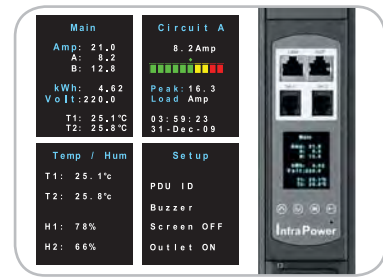 Main
Amp: 21.0
A: 8.2
B: 12.8
kWh: 4.62
Volt:220.0
T1: 25.1°C
T2: 25.8°C
Circuit A
8.2Amp
Peak:16.3
Load Amp
03:59:23
31-Dec-09
Temp / Hum
T1: 25.1°c
T2: 25.8°c
H1: 78%
H2: 66%
Setup
PDU ID
Buzzer
Screen OFF
Outlet ON
Main
IntraPower